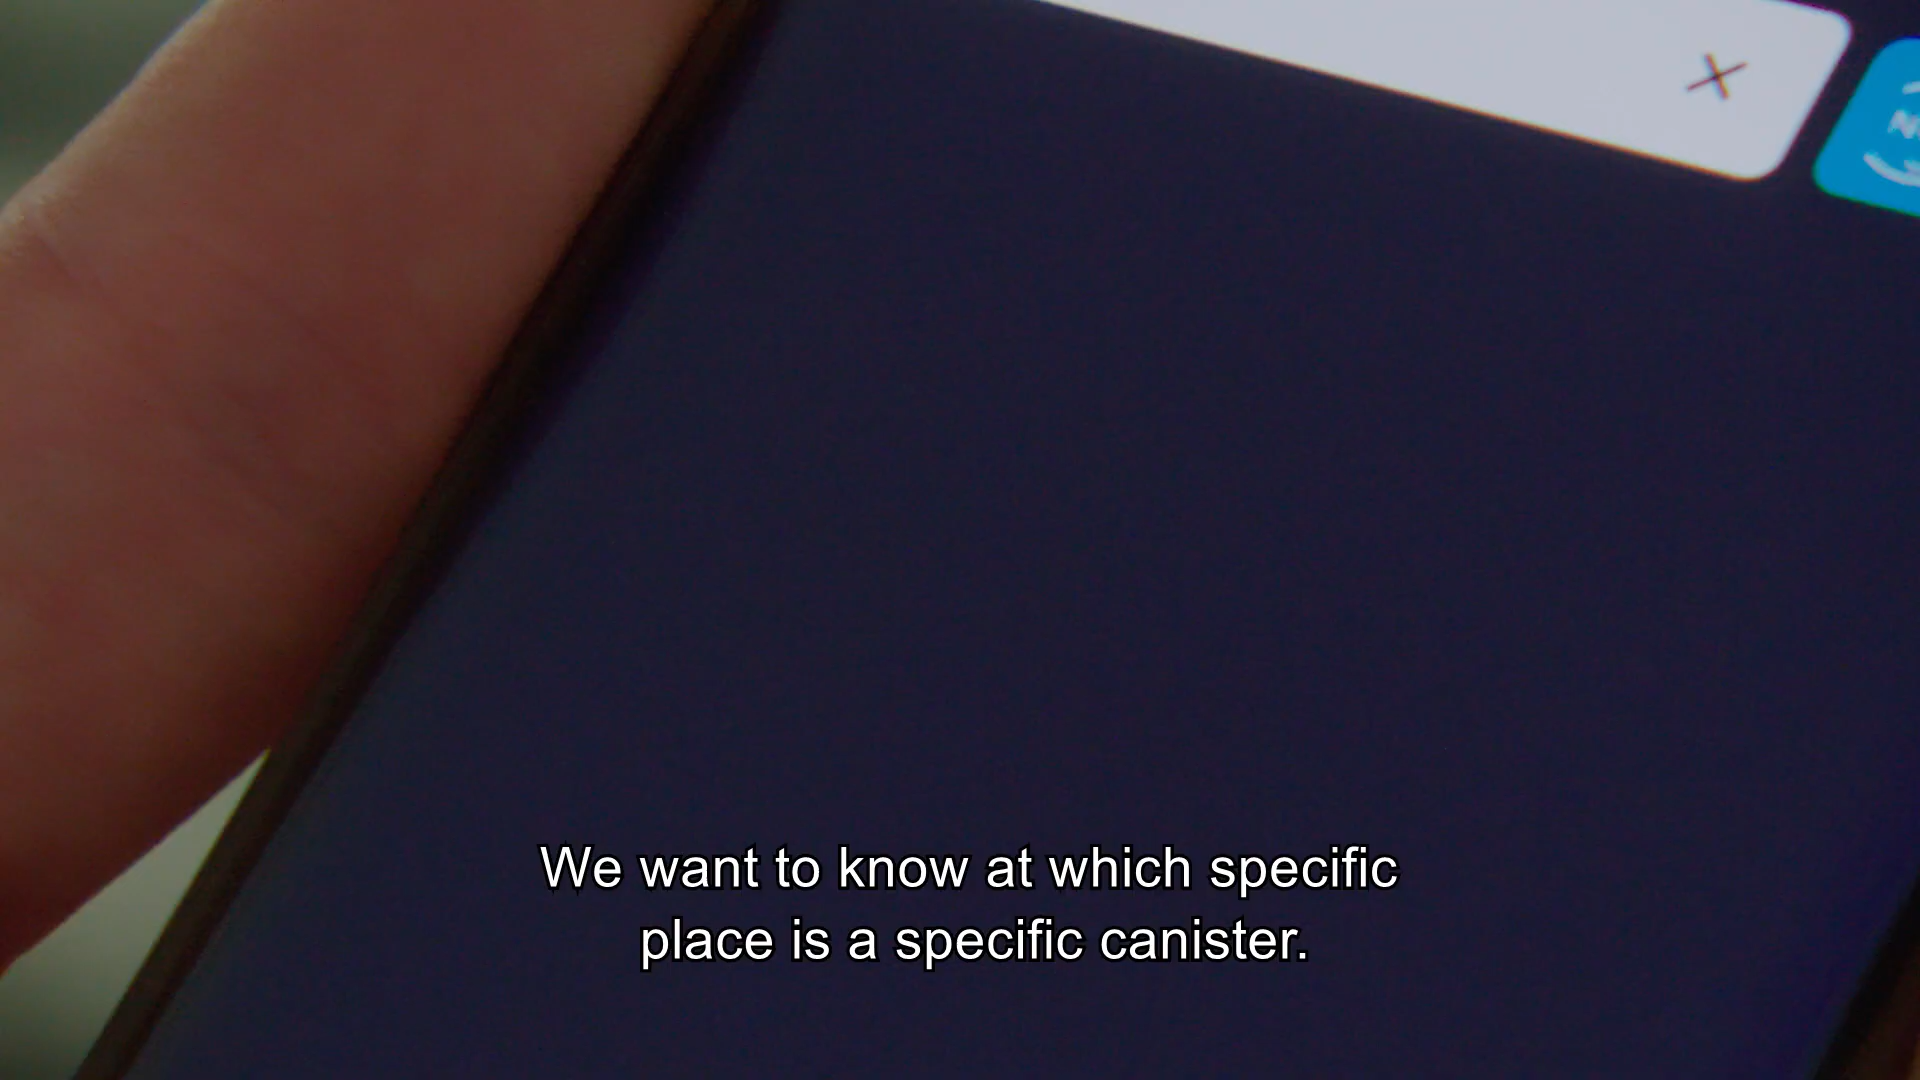 We want to know at which specific
place is a specific canister.